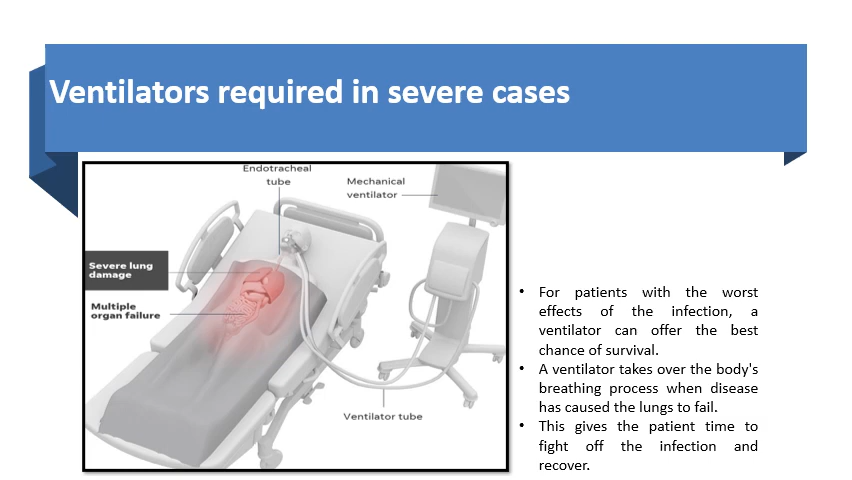 Ventilators required in severe cases
Endotracheal
tube
Mechanical
ventilator
Severe lung
damage
Multiple
organ failure
Ventilator tube
• For patients with the worst
effects of the infection, a
ventilator can offer the best
chance of survival.
• A ventilator takes over the body's
breathing process when disease
has caused the lungs to fail.
• This gives the patient time to
fight off the infection and
recover.